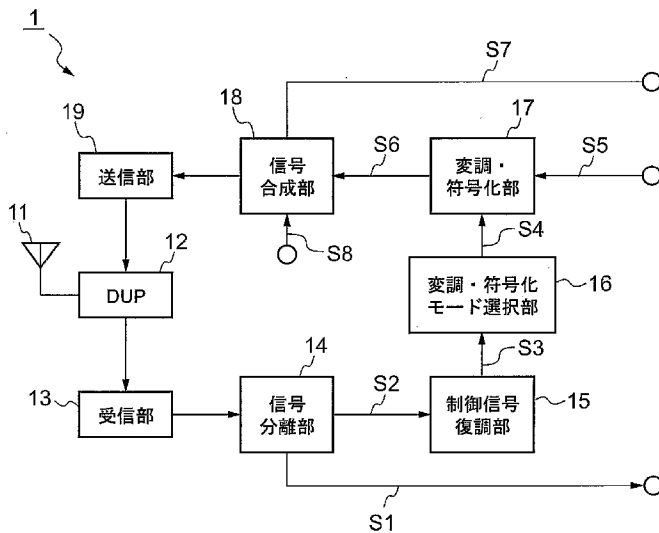 1
S7
18
17
19
信号
合成部
S6
変調・
符号化部
S5
送信部
11
12
S8
S4
DUP
変調・符号化
モード選択部
16
14
S3
13
受信部
信号
分離部
S2
制御信号
復調部
15
S1